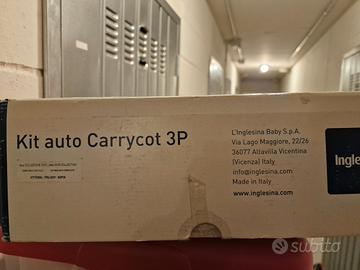 Kit auto Carrycot 3P
L'Inglesina Baby S.p.A.
Via Lago Maggiore, 22/26
36077 Altavilla Vicentina
(Vicenza) Italy
info@inglesina.com
Made in Italy
www.inglesina.com
Ingle
subito